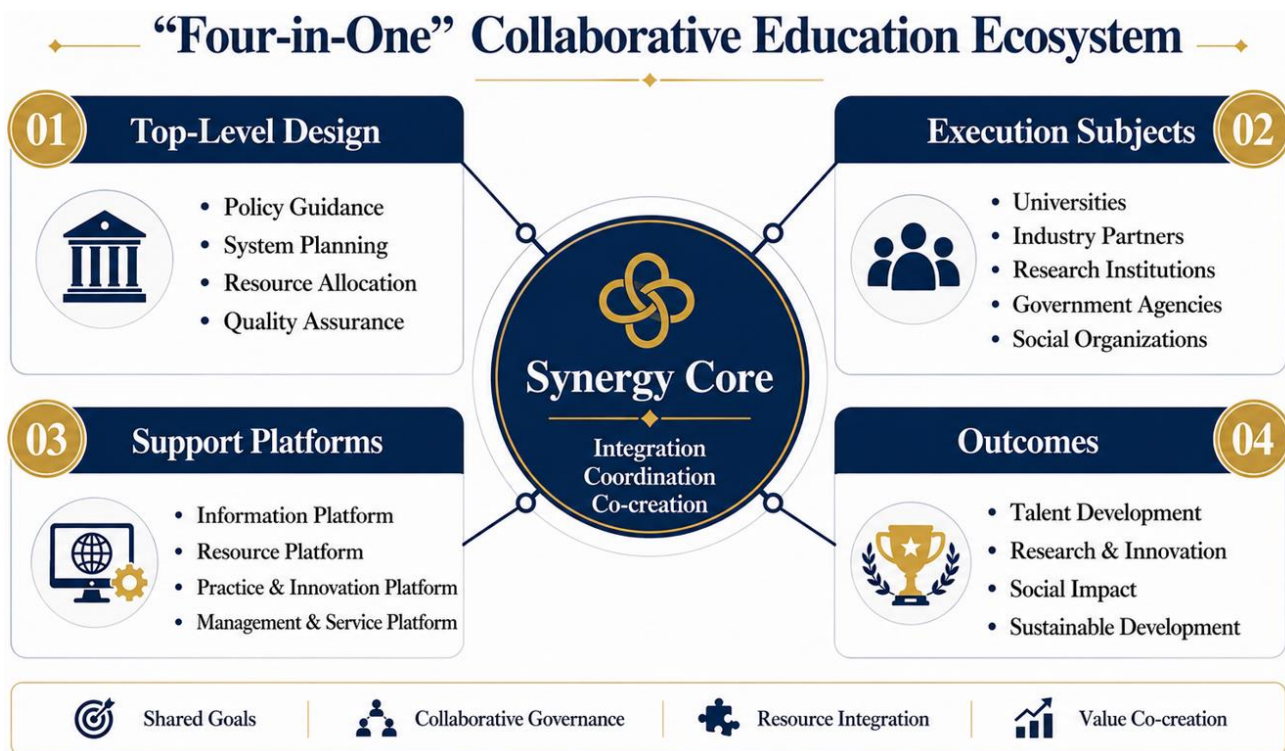 “Four-in-One” Collaborative Education Ecosystem
01
Top-Level Design
• Policy Guidance
• System Planning
• Resource Allocation
• Quality Assurance
Execution Subjects
02
• Universities
• Industry Partners
• Research Institutions
• Government Agencies
• Social Organizations
Synergy Core
Integration
Coordination
Co-creation
03
Support Platforms
• Information Platform
• Resource Platform
• Practice & Innovation Platform
• Management & Service Platform
Outcomes
04
• Talent Development
• Research & Innovation
• Social Impact
• Sustainable Development
Shared Goals
Collaborative Governance
Resource Integration
Value Co-creation